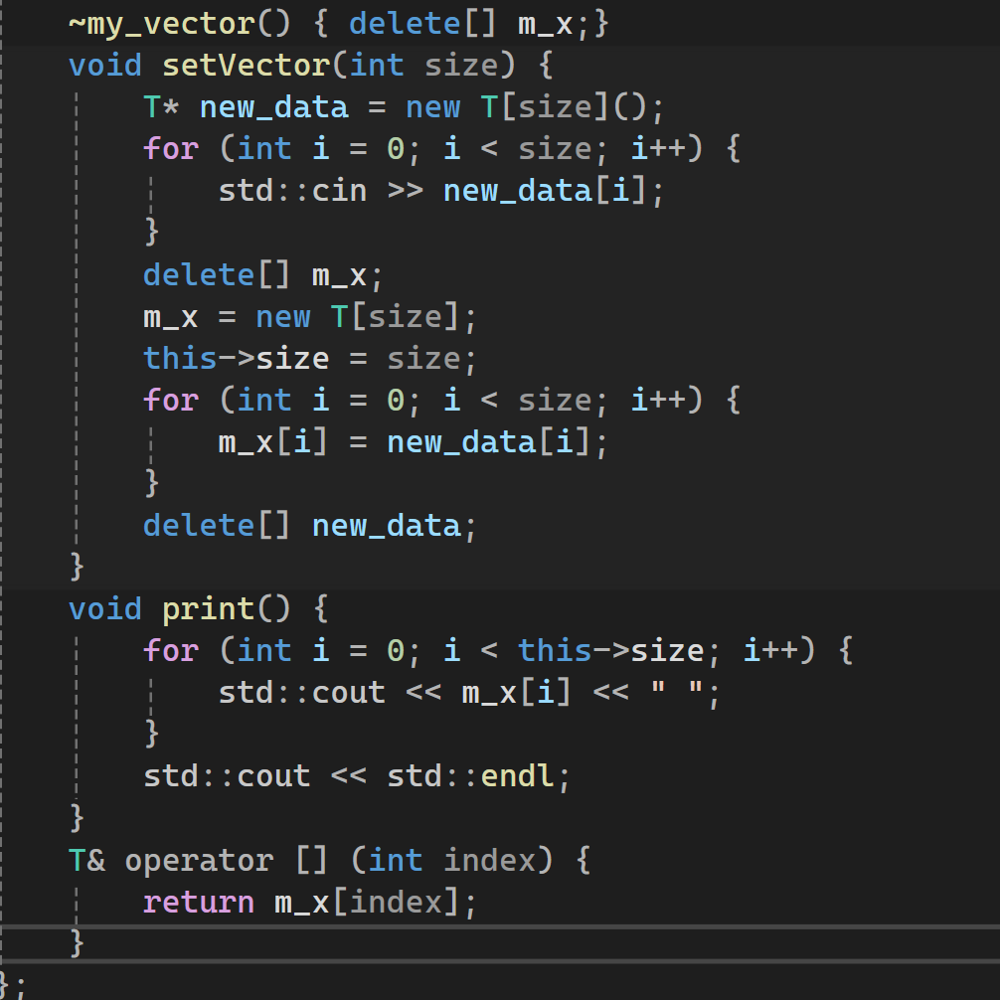 ~my_vector() { delete[] m_x;}
void setVector(int size) {
T* new_data = new T[size]();
for (int i = 0; i < size; i++) {
std::cin >> new_data[i];
}
delete[] m_x;
m_x = new T[size];
this->size = size;
for (int i = 0; i < size; i++) {
m_x[i] = new_data[i];
}
delete[] new_data;
}
void print() {
for (int i = 0; i < this->size; i++) {
std::cout << m_x[i] << " ";
}
std::cout << std::endl;
}
T& operator [] (int index) {
return m_x[index];
}
};